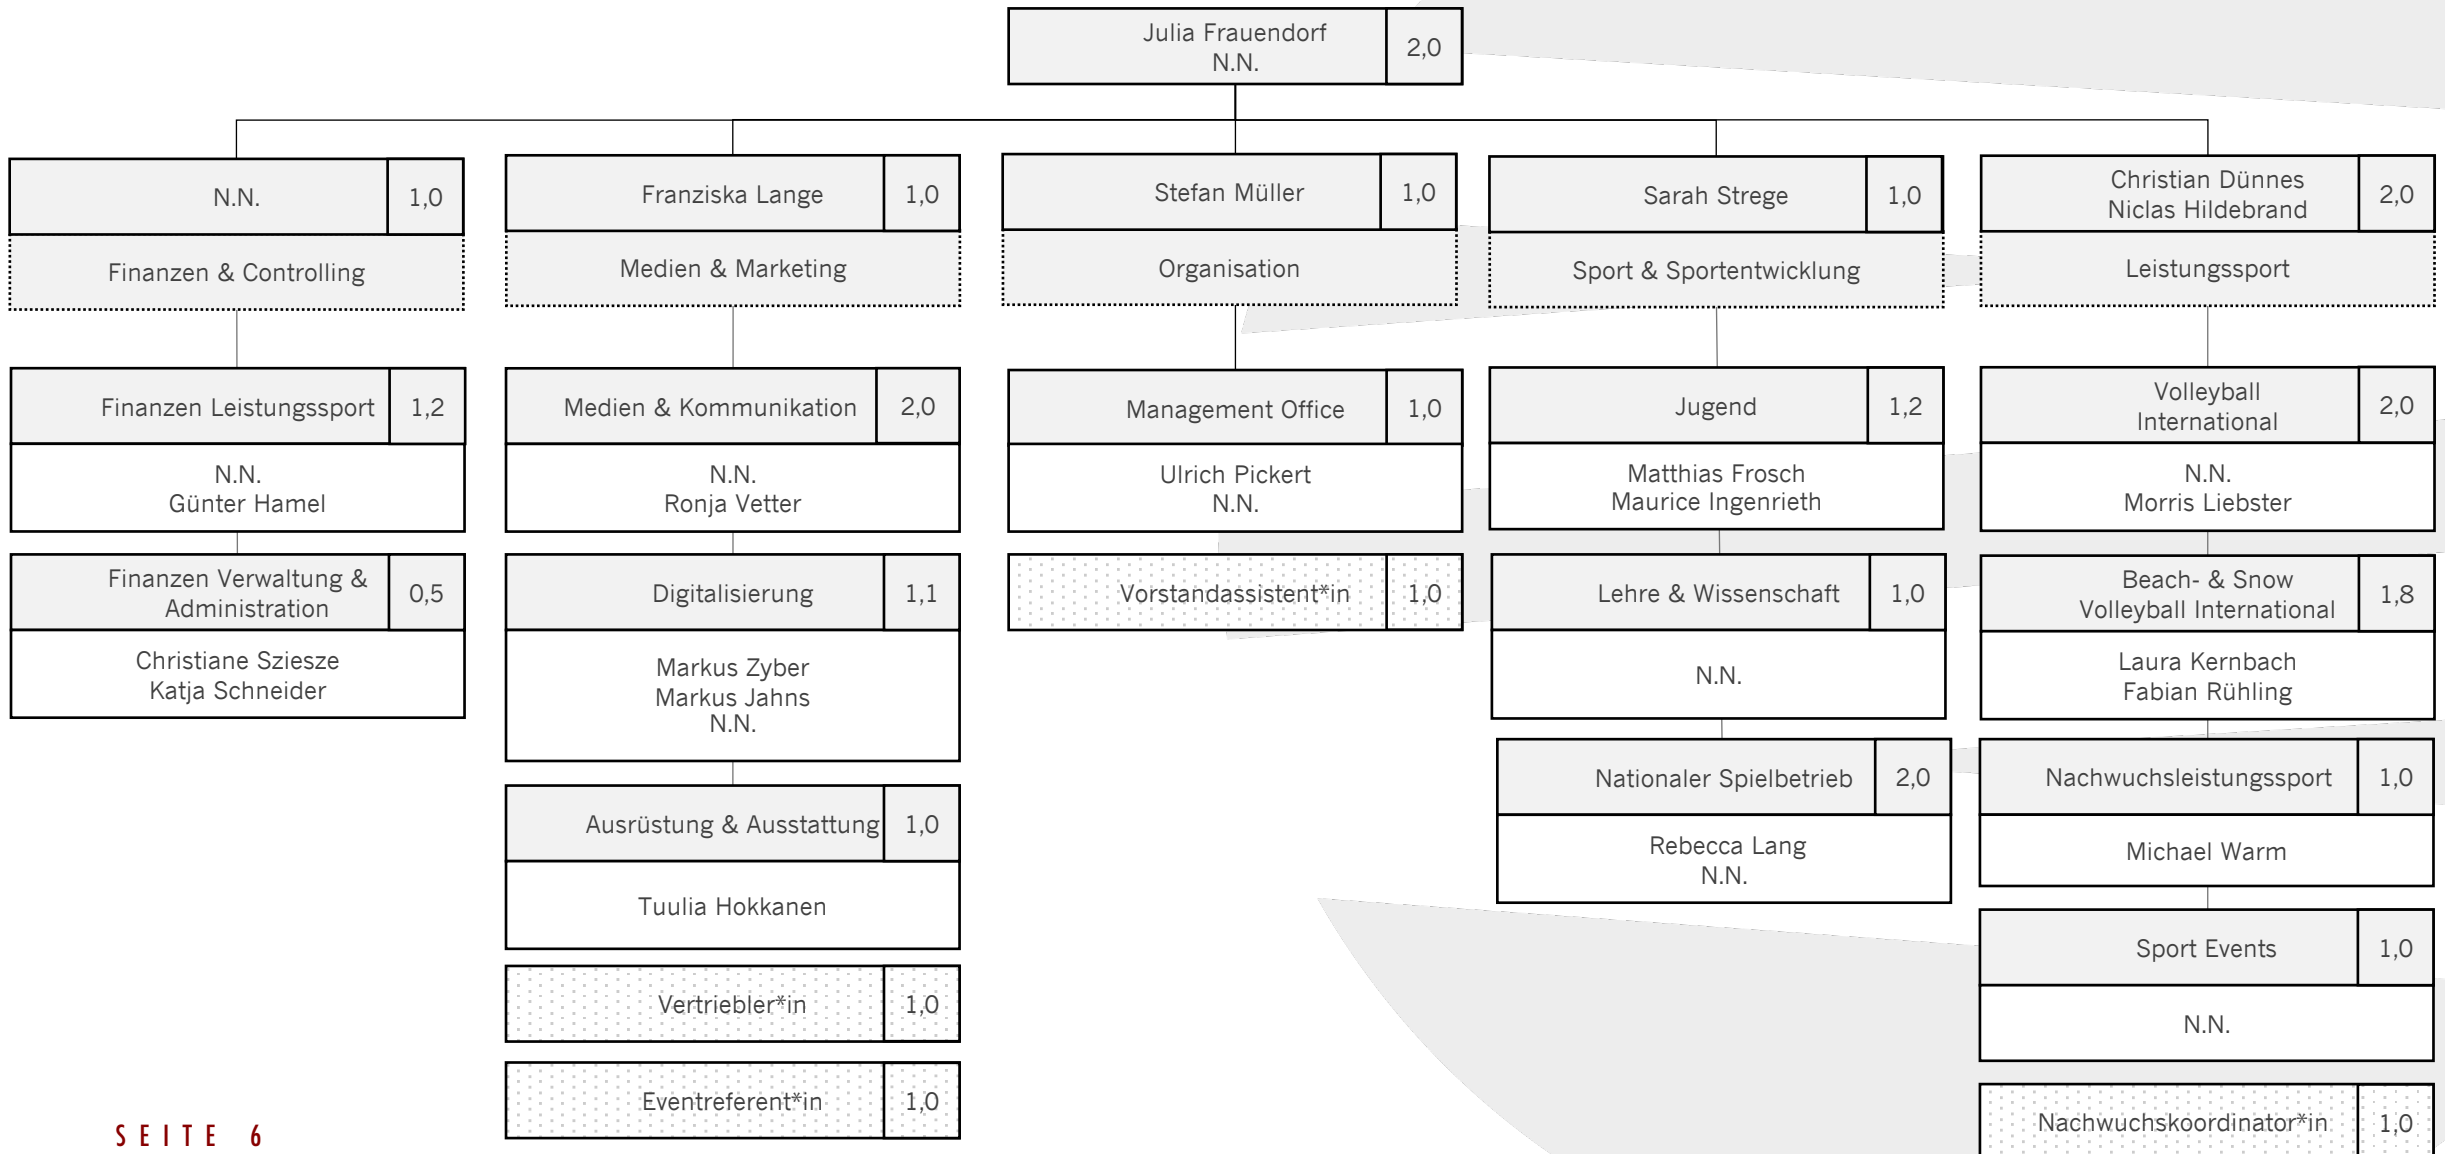 Julia Frauendorf
N.N.
2,0
N.N.
1,0
Finanzen & Controlling
Finanzen Leistungssport
1,2
N.N.
Günter Hamel
Finanzen Verwaltung &
Administration
0,5
Christiane Sziesze
Katja Schneider
Franziska Lange
1,0
Medien & Marketing
Medien & Kommunikation
2,0
N.N.
Ronja Vetter
Digitalisierung
1,1
Markus Zyber
Markus Jahns
N.N.
Ausrüstung & Ausstattung
1,0
Tuulia Hokkanen
Vertriebler*in
1,0
Eventreferent*in
1,0
Stefan Müller
1,0
Organisation
Management Office
1,0
Ulrich Pickert
N.N.
Vorstandassistent*in
1,0
Sarah Strege
1,0
Sport & Sportentwicklung
Jugend
1,2
Matthias Frosch
Maurice Ingenrieth
Lehre & Wissenschaft
1,0
N.N.
Nationaler Spielbetrieb
2,0
Rebecca Lang
N.N.
Christian Dünnes
Niclas Hildebrand
2,0
Leistungssport
Volleyball
International
2,0
N.N.
Morris Liebster
Beach- & Snow
Volleyball International
1,8
Laura Kernbach
Fabian Rühling
Nachwuchsleistungssport
1,0
Michael Warm
Sport Events
1,0
N.N.
Nachwuchskoordinator*in
1,0
SEITE 6